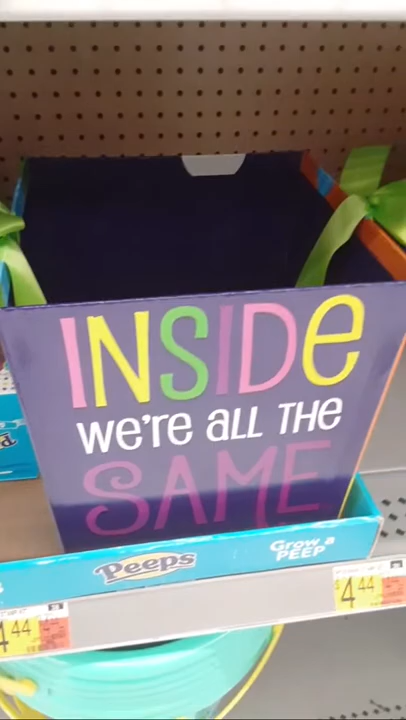 INSIDe
we're aLL THe
SAME
Peeps
Grow a
PEEP
4 44
$4 44